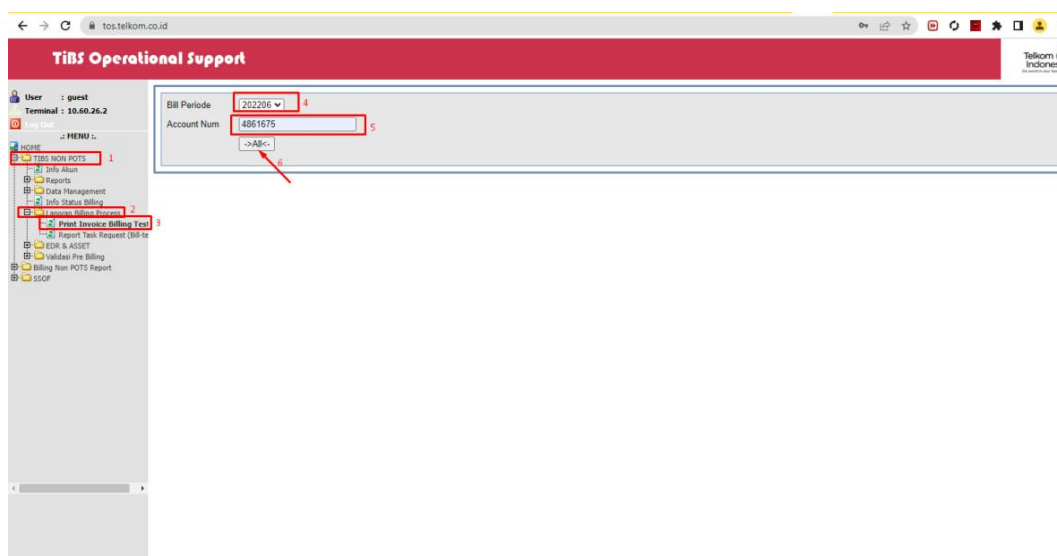 tos.telkom.co.id
TiBS Operational Support
Telkom
Indones
User : guest
Terminal : 10.60.26.2
Log Out
.: MENU :.
HOME
TIBS NON POTS 1
Info Akun
Reports
Data Management
Info Status Billing
Laporan Billing Process 2
Print Invoice Billing Test 3
Report Task Request (Bill-te
EDR & ASSET
Validasi Pre Billing
Billing Non POTS Report
SSOF
Bill Periode 202206 4
Account Num 4861675 5
->All<-
6